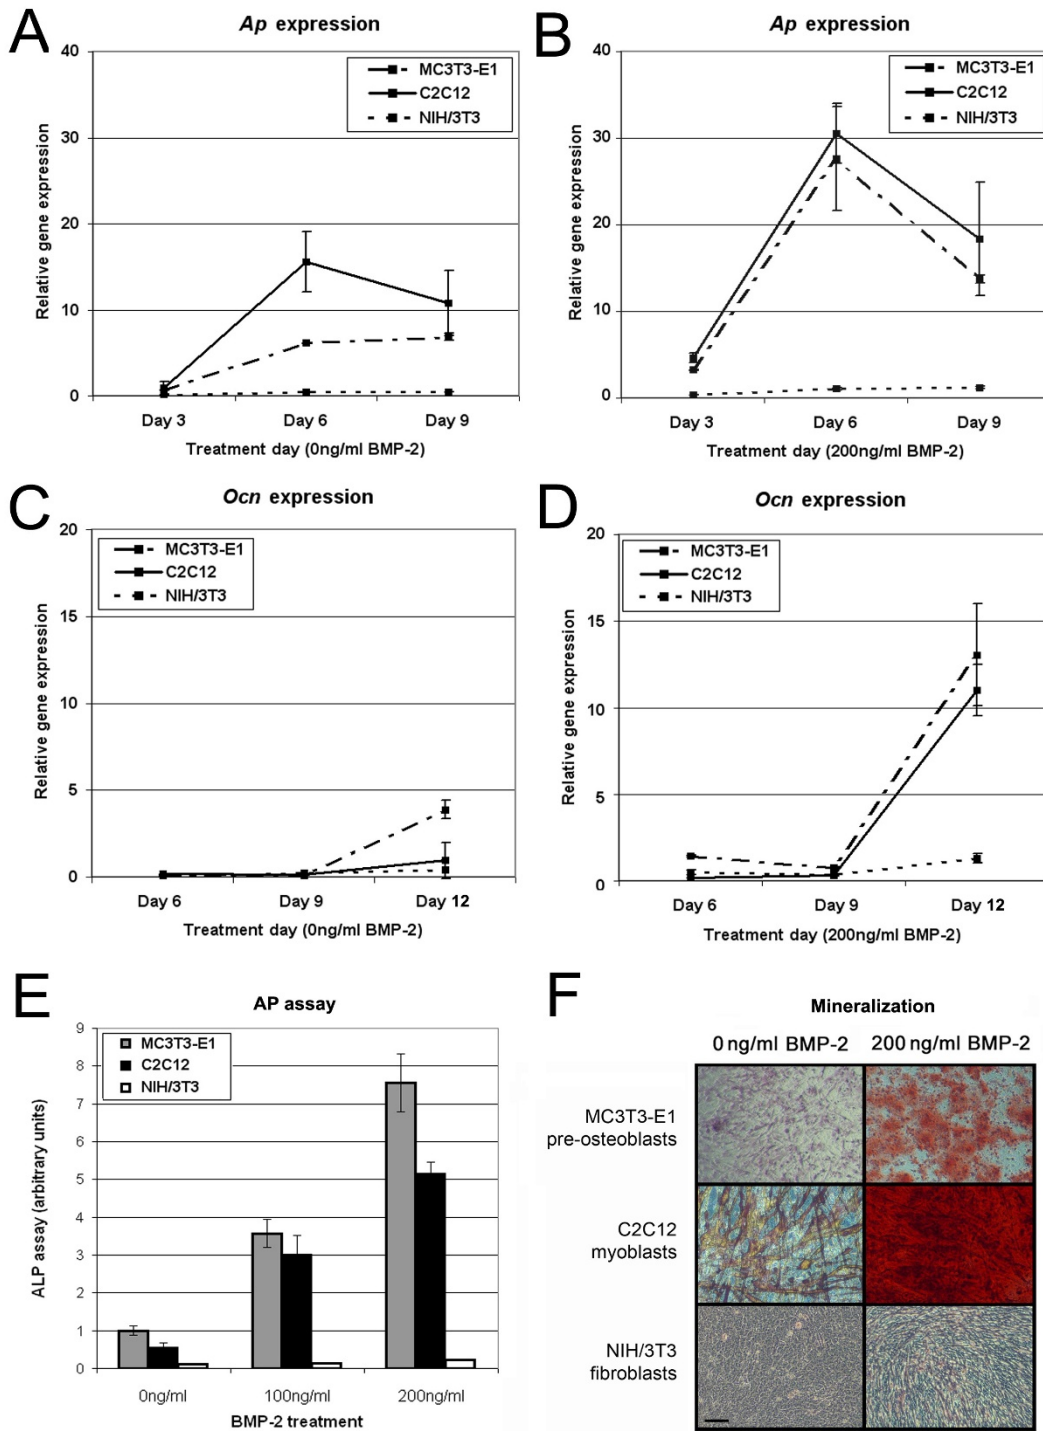 A
Ap expression
40
30
20
10
0
Relative gene expression
MC3T3-E1
C2C12
NIH/3T3
Day 3
Day 6
Day 9
Treatment day (0ng/ml BMP-2)
B
Ap expression
40
30
20
10
0
Relative gene expression
MC3T3-E1
C2C12
NIH/3T3
Day 3
Day 6
Day 9
Treatment day (200ng/ml BMP-2)
C
Ocn expression
20
15
10
5
0
Relative gene expression
MC3T3-E1
C2C12
NIH/3T3
Day 6
Day 9
Day 12
Treatment day (0ng/ml BMP-2)
D
Ocn expression
20
15
10
5
0
Relative gene expression
MC3T3-E1
C2C12
NIH/3T3
Day 6
Day 9
Day 12
Treatment day (200ng/ml BMP-2)
E
AP assay
9
8
7
6
5
4
3
2
1
0
ALP assay (arbitrary units)
MC3T3-E1
C2C12
NIH/3T3
0ng/ml
100ng/ml
200ng/ml
BMP-2 treatment
F
Mineralization
0 ng/ml BMP-2
200 ng/ml BMP-2
MC3T3-E1
pre-osteoblasts
C2C12
myoblasts
NIH/3T3
fibroblasts